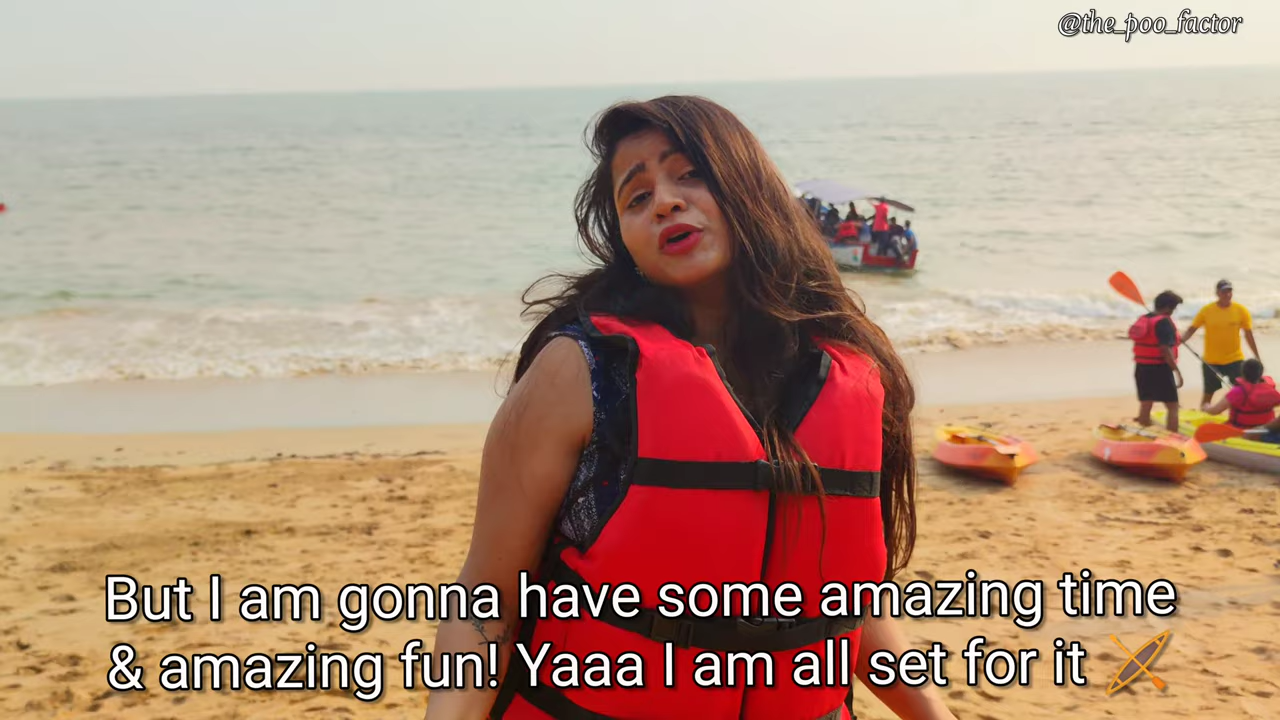 @the_poo_factor
But I am gonna have some amazing time
& amazing fun! Yaaa I am all set for it